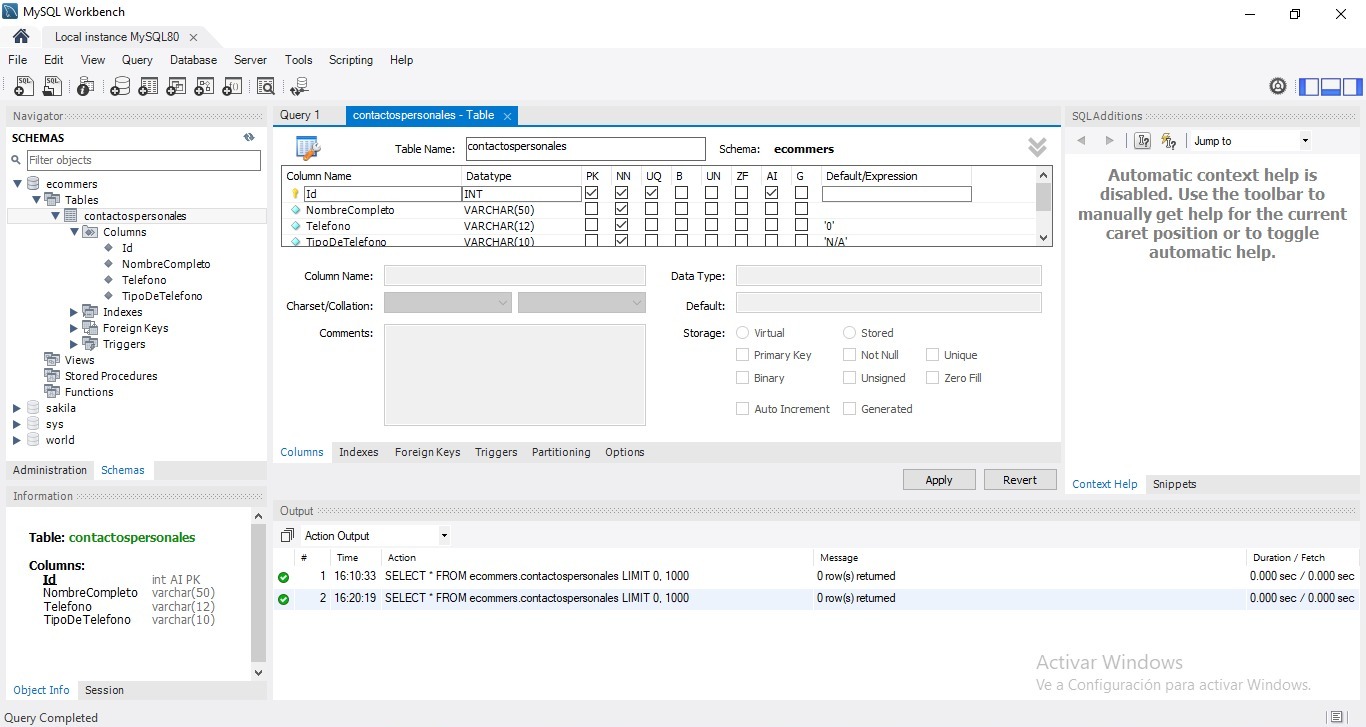 MySQL Workbench
Local instance MySQL80
File Edit View Query Database Server Tools Scripting Help
Navigator
SCHEMAS
Filter objects
ecommers
Tables
contactospersonales
Columns
Id
NombreCompleto
Telefono
TipoDeTelefono
Indexes
Foreign Keys
Triggers
Views
Stored Procedures
Functions
sakila
sys
world
Administration Schemas
Information
Table: contactospersonales
Columns:
Id int AI PK
NombreCompleto varchar(50)
Telefono varchar(12)
TipoDeTelefono varchar(10)
Object Info Session
Query Completed
Query 1 contactospersonales - Table
Table Name: contactospersonales Schema: ecommers
Column Name Datatype PK NN UQ B UN ZF AI G Default/Expression
Id INT
NombreCompleto VARCHAR(50)
Telefono VARCHAR(12) '0'
TipoDeTelefono VARCHAR(10) 'N/A'
Column Name: Data Type:
Charset/Collation: Default:
Comments: Storage: Virtual Stored
Primary Key Not Null Unique
Binary Unsigned Zero Fill
Auto Increment Generated
Columns Indexes Foreign Keys Triggers Partitioning Options
Apply Revert
Output
Action Output
# Time Action Message Duration / Fetch
1 16:10:33 SELECT * FROM ecommers.contactospersonales LIMIT 0, 1000 0 row(s) returned 0.000 sec / 0.000 sec
2 16:20:19 SELECT * FROM ecommers.contactospersonales LIMIT 0, 1000 0 row(s) returned 0.000 sec / 0.000 sec
SQLAdditions
Jump to
Automatic context help is
disabled. Use the toolbar to
manually get help for the current
caret position or to toggle
automatic help.
Context Help Snippets
Activar Windows
Ve a Configuración para activar Windows.